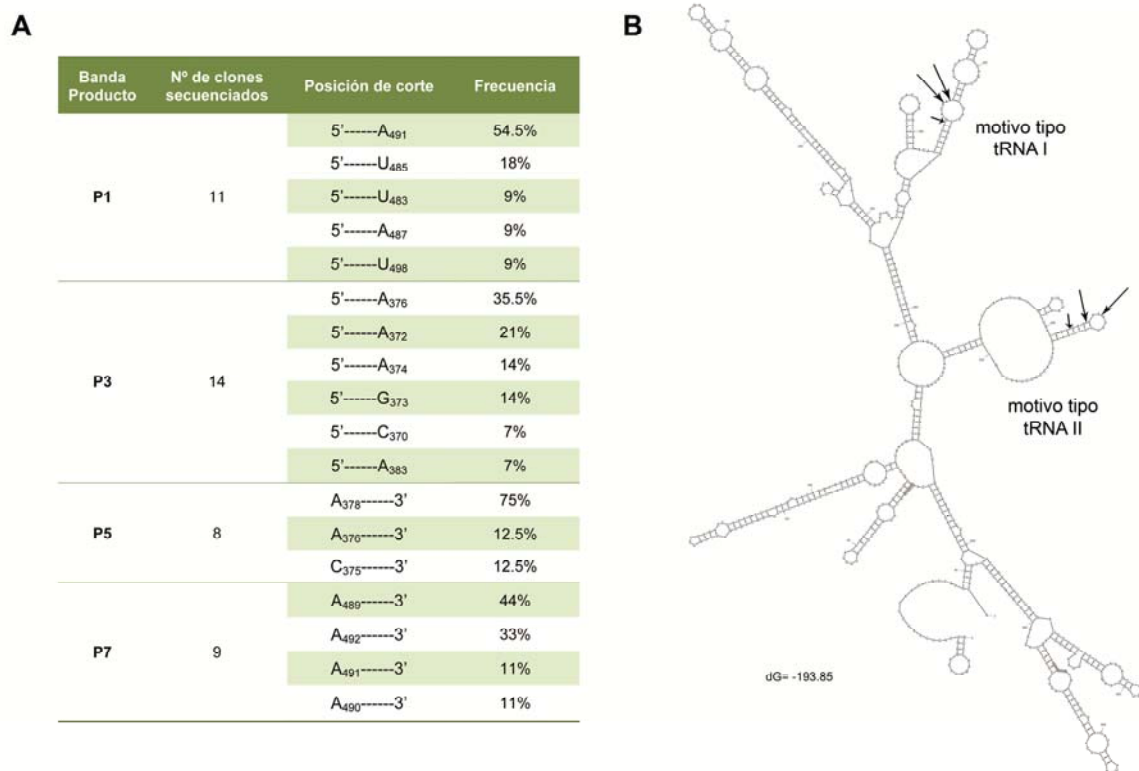 A
Banda Producto
Nº de clones secuenciados
Posición de corte
Frecuencia
P1
11
5'------A491
54.5%
5'------U485
18%
5'------U483
9%
5'------A487
9%
5'------U498
9%
P3
14
5'------A376
35.5%
5'------A372
21%
5'------A374
14%
5'------G373
14%
5'------C370
7%
5'------A383
7%
P5
8
A378------3'
75%
A376------3'
12.5%
C375------3'
12.5%
P7
9
A489------3'
44%
A492------3'
33%
A491------3'
11%
A490------3'
11%
B
motivo tipo
tRNA I
motivo tipo
tRNA II
dG= -193.85